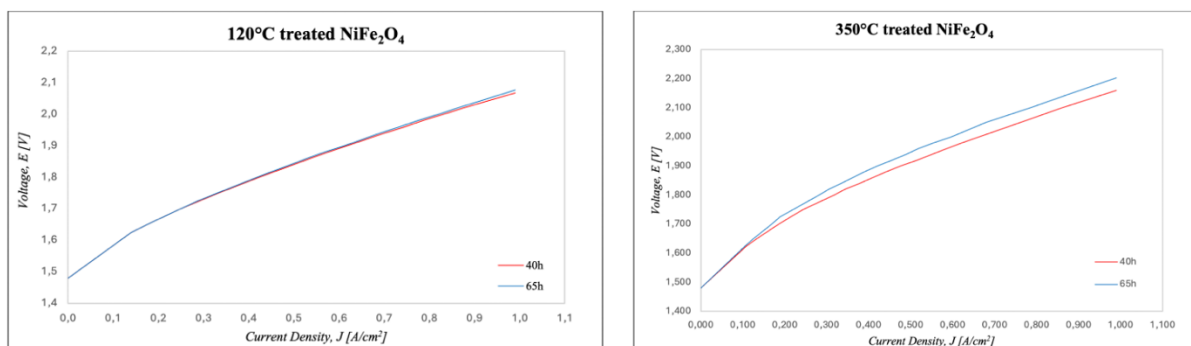 120°C treated NiFe₂O₄
2,2
2,1
2,0
1,9
1,8
1,7
1,6
1,5
1,4
Voltage, E [V]
0,0 0,1 0,2 0,3 0,4 0,5 0,6 0,7 0,8 0,9 1,0 1,1
Current Density, J [A/cm²]
40h
65h
350°C treated NiFe₂O₄
2,300
2,200
2,100
2,000
1,900
1,800
1,700
1,600
1,500
1,400
Voltage, E [V]
0,000 0,100 0,200 0,300 0,400 0,500 0,600 0,700 0,800 0,900 1,000 1,100
Current Density, J [A/cm²]
40h
65h